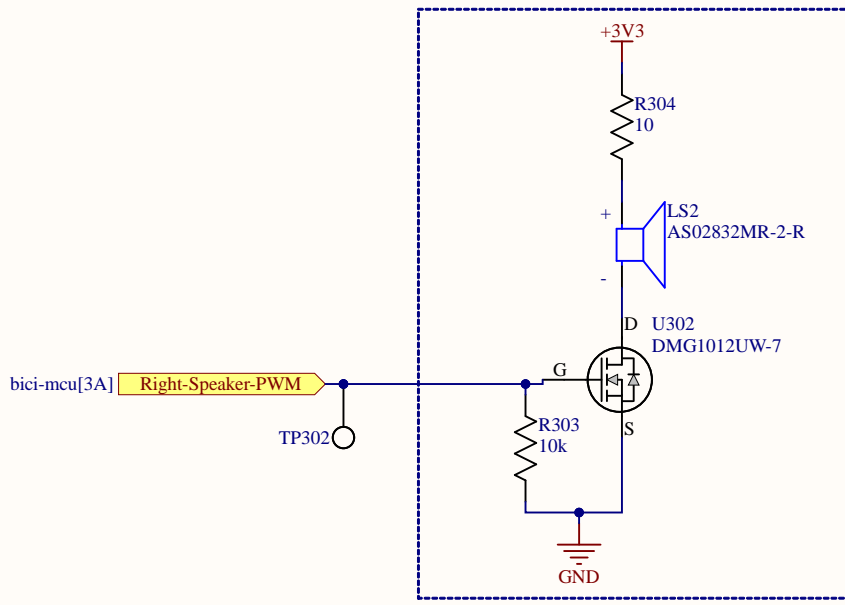 +3V3
R304
10
+
LS2
AS02832MR-2-R
-
D
U302
DMG1012UW-7
G
bici-mcu[3A]
Right-Speaker-PWM
S
TP302
R303
10k
GND